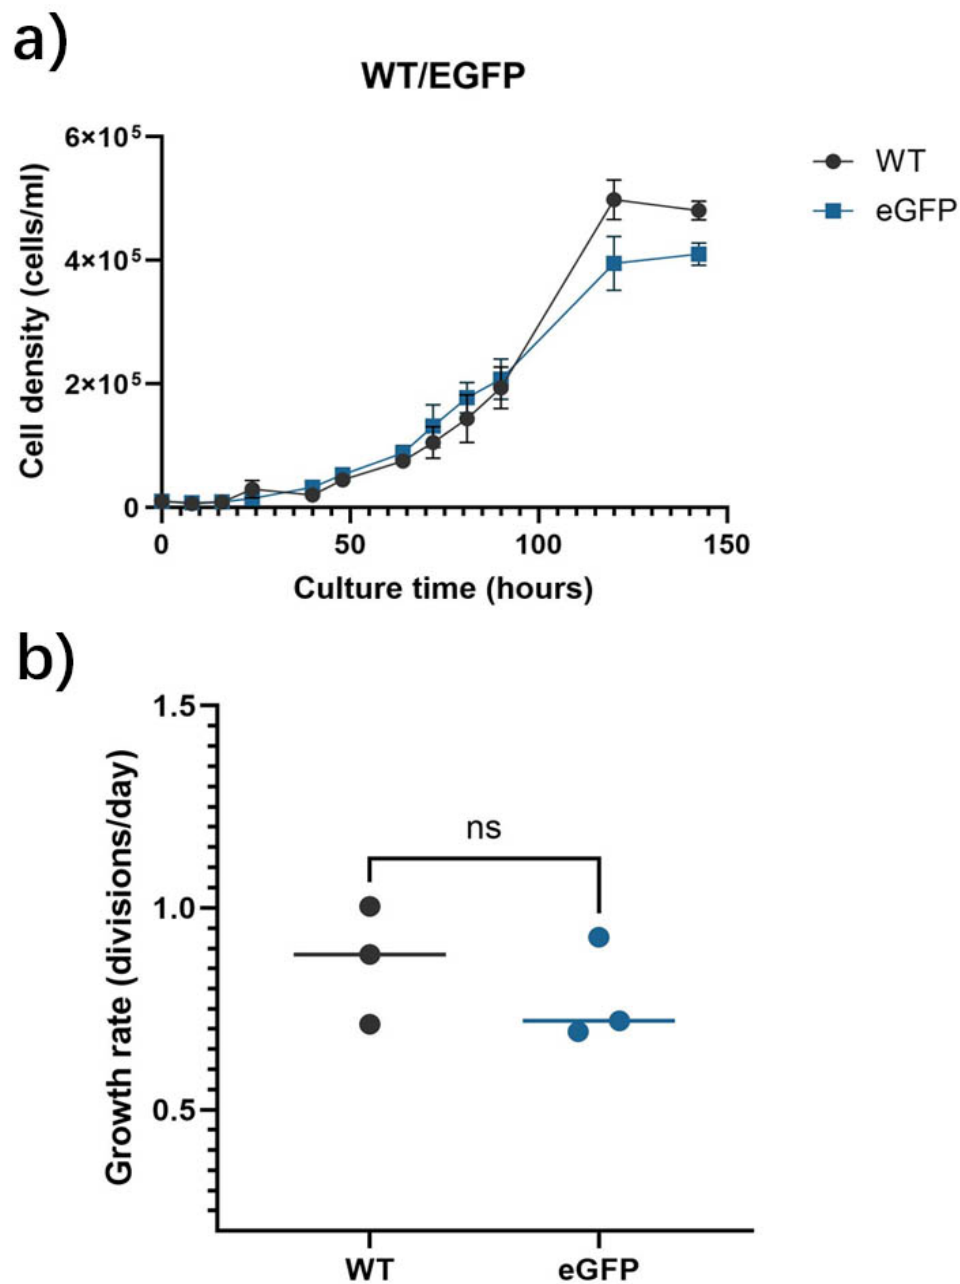 a)
WT/EGFP
6×10⁵
4×10⁵
2×10⁵
0
Cell density (cells/ml)
0 50 100 150
Culture time (hours)
WT
eGFP
b)
1.5
1.0
0.5
Growth rate (divisions/day)
ns
WT eGFP